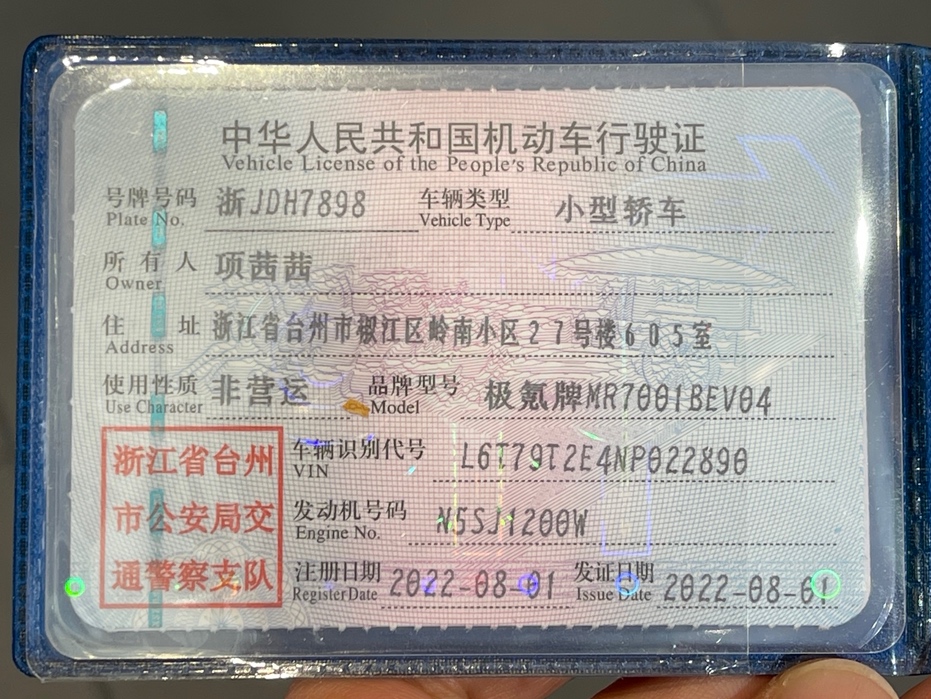 中华人民共和国机动车行驶证
Vehicle License of the People's Republic of China
号牌号码 浙JDH7898 车辆类型 小型轿车
Plate No. Vehicle Type
所有人 项茜茜
Owner
住址 浙江省台州市椒江区岭南小区27号楼605室
Address
使用性质 非营运 品牌型号 极氪牌MR7001BEV04
Use Character Model
浙江省台州
市公安局交
通警察支队
车辆识别代号 L6T79T2E4NP022890
VIN
发动机号码 N5SJ1200W
Engine No.
注册日期 2022-08-01 发证日期 2022-08-01
Register Date Issue Date